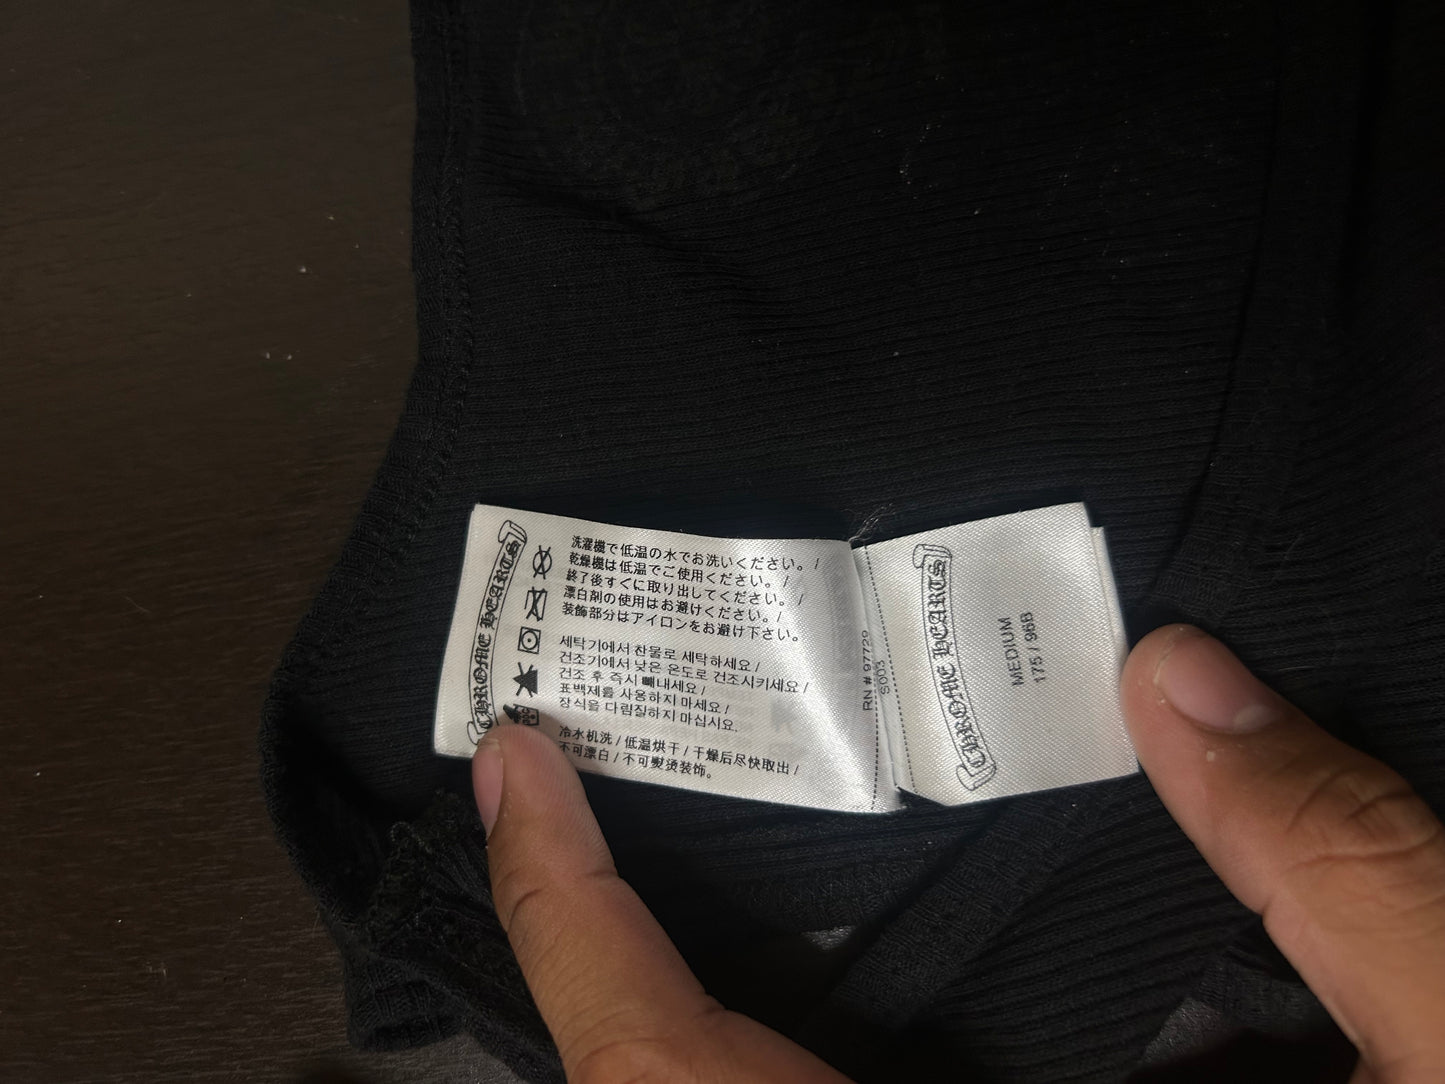 CHROME HEARTS
洗濯機で低温の水でお洗いください。/
乾燥機は低温でご使用ください。/
終了後すぐに取り出してください。/
漂白剤の使用はお避けください。/
装飾部分はアイロンをお避け下さい。
세탁기에서 찬물로 세탁하세요 /
건조기에서 낮은 온도로 건조시키세요 /
건조 후 즉시 빼내세요 /
표백제를 사용하지 마세요 /
장식을 다림질하지 마십시요.
冷水机洗 / 低温烘干 / 干燥后尽快取出 /
不可漂白 / 不可熨烫装饰。
RN # 97729
S003
CHROME HEARTS
MEDIUM
175 / 96B